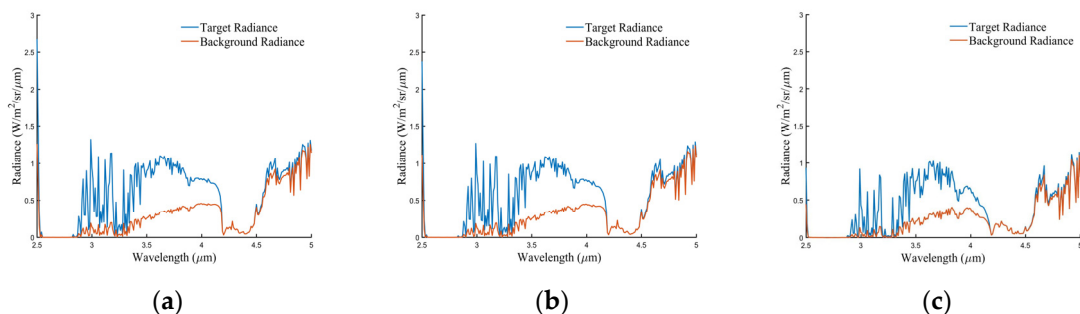 Target Radiance
Background Radiance
Radiance (W/m²/sr/μm)
3
2.5
2
1.5
1
0.5
0
2.5 3 3.5 4 4.5 5
Wavelength (μm)
(a)
Target Radiance
Background Radiance
Radiance (W/m²/sr/μm)
3
2.5
2
1.5
1
0.5
0
2.5 3 3.5 4 4.5 5
Wavelength (μm)
(b)
Target Radiance
Background Radiance
Radiance (W/m²/sr/μm)
3
2.5
2
1.5
1
0.5
0
2.5 3 3.5 4 4.5 5
Wavelength (μm)
(c)